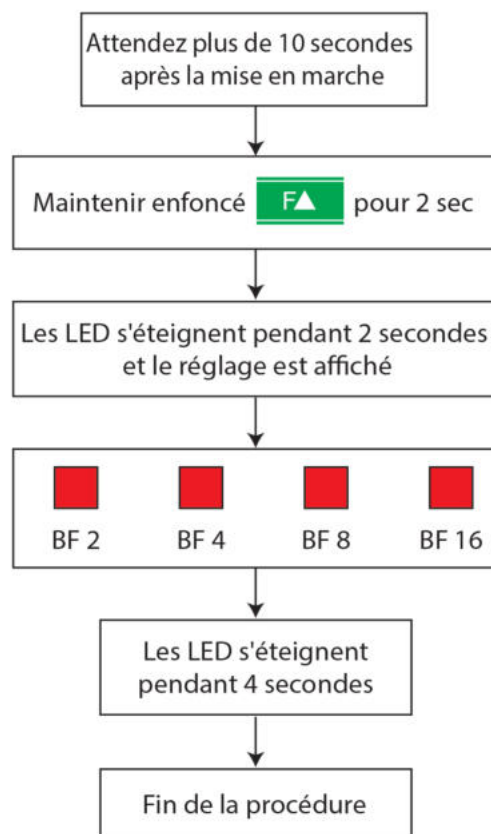 Attendez plus de 10 secondes
après la mise en marche
Maintenir enfoncé F▲ pour 2 sec
Les LED s'éteignent pendant 2 secondes
et le réglage est affiché
BF 2 BF 4 BF 8 BF 16
Les LED s'éteignent
pendant 4 secondes
Fin de la procédure